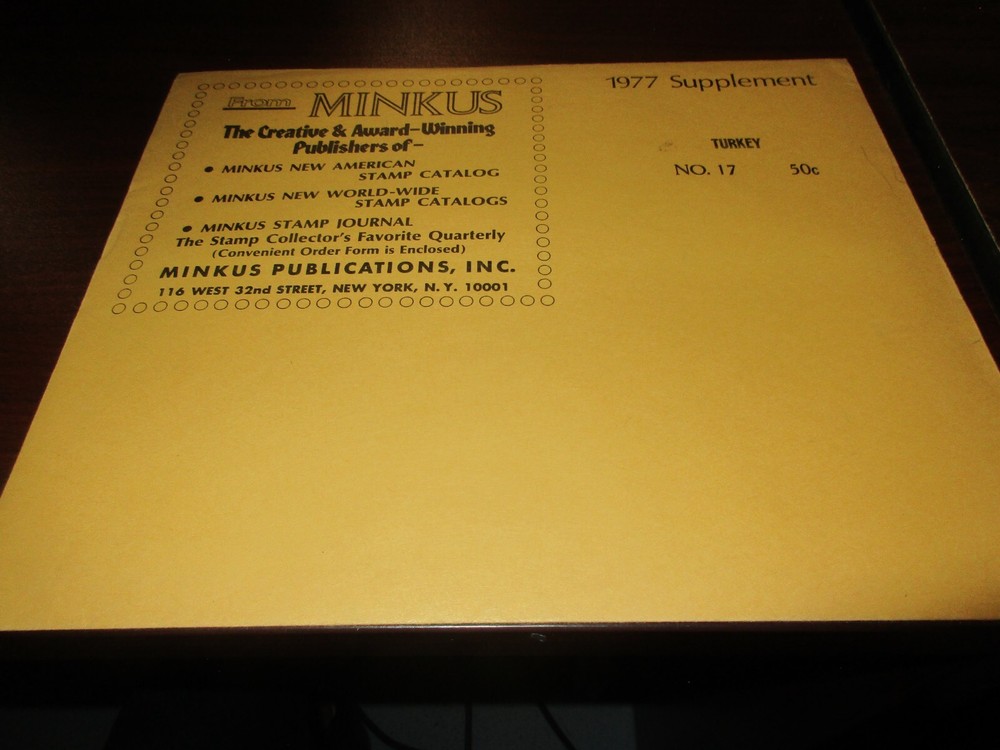 From MINKUS
The Creative & Award-Winning
Publishers of-
• MINKUS NEW AMERICAN
STAMP CATALOG
• MINKUS NEW WORLD-WIDE
STAMP CATALOGS
• MINKUS STAMP JOURNAL
The Stamp Collector's Favorite Quarterly
(Convenient Order Form is Enclosed)
MINKUS PUBLICATIONS, INC.
116 WEST 32nd STREET, NEW YORK, N.Y. 10001
1977 Supplement
TURKEY
NO. 17 50c